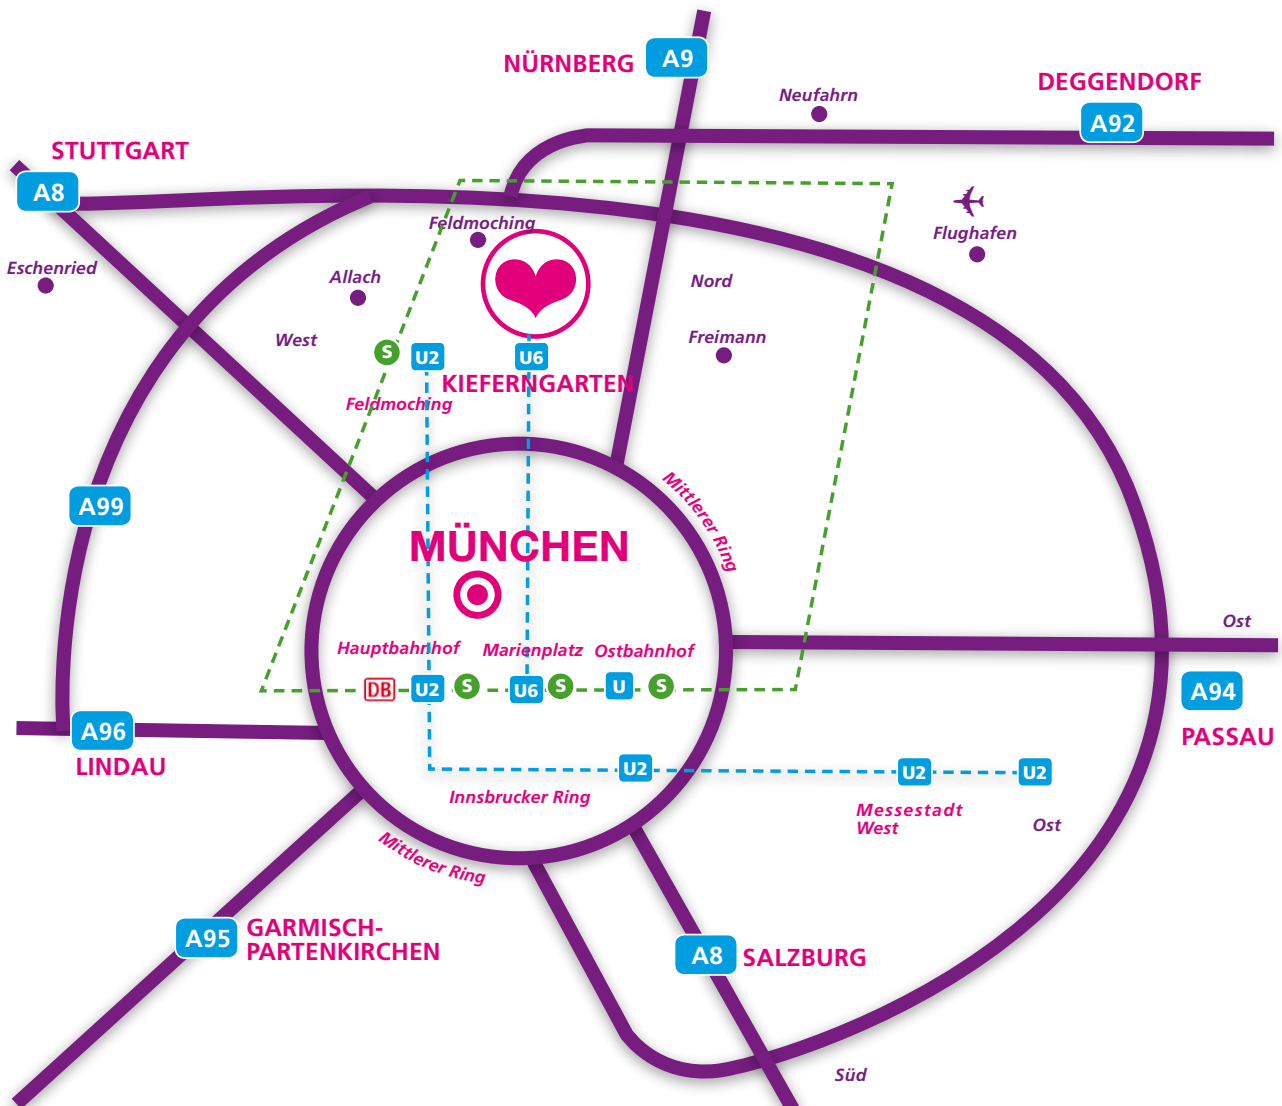 NÜRNBERG
A9
Neufahrn
DEGGENDORF
A92
STUTTGART
A8
Feldmoching
Flughafen
Eschenried
Allach
Nord
West
Freimann
S
U2
U6
KIEFERNGARTEN
Feldmoching
A99
Mittlerer Ring
MÜNCHEN
Ost
Hauptbahnhof
Marienplatz
Ostbahnhof
DB
U2
S
U6
S
U
S
A94
PASSAU
A96
LINDAU
U2
U2
U2
Innsbrucker Ring
Messestadt
West
Ost
Mittlerer Ring
A95
GARMISCH-
PARTENKIRCHEN
A8
SALZBURG
Süd